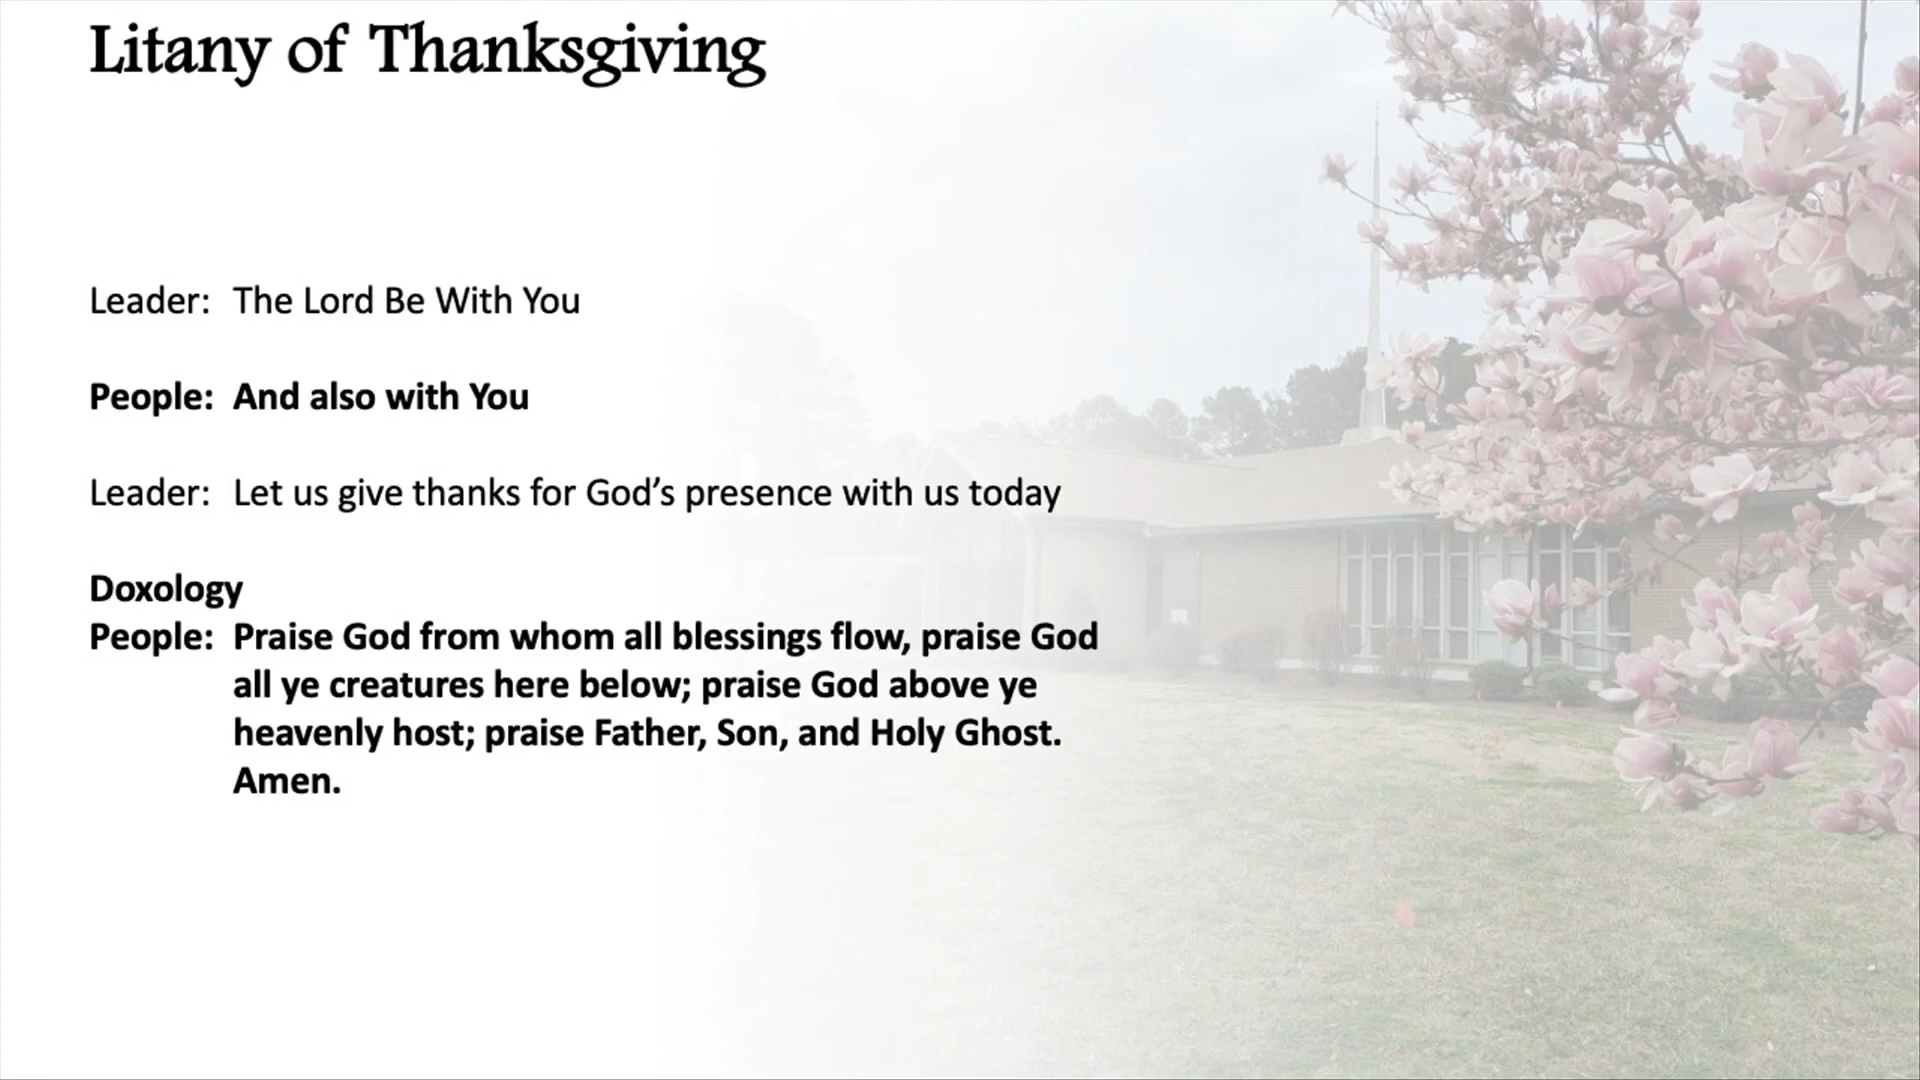 Litany of Thanksgiving
Leader: The Lord Be With You
People: And also with You
Leader: Let us give thanks for God’s presence with us today
Doxology
People: Praise God from whom all blessings flow, praise God
all ye creatures here below; praise God above ye
heavenly host; praise Father, Son, and Holy Ghost.
Amen.